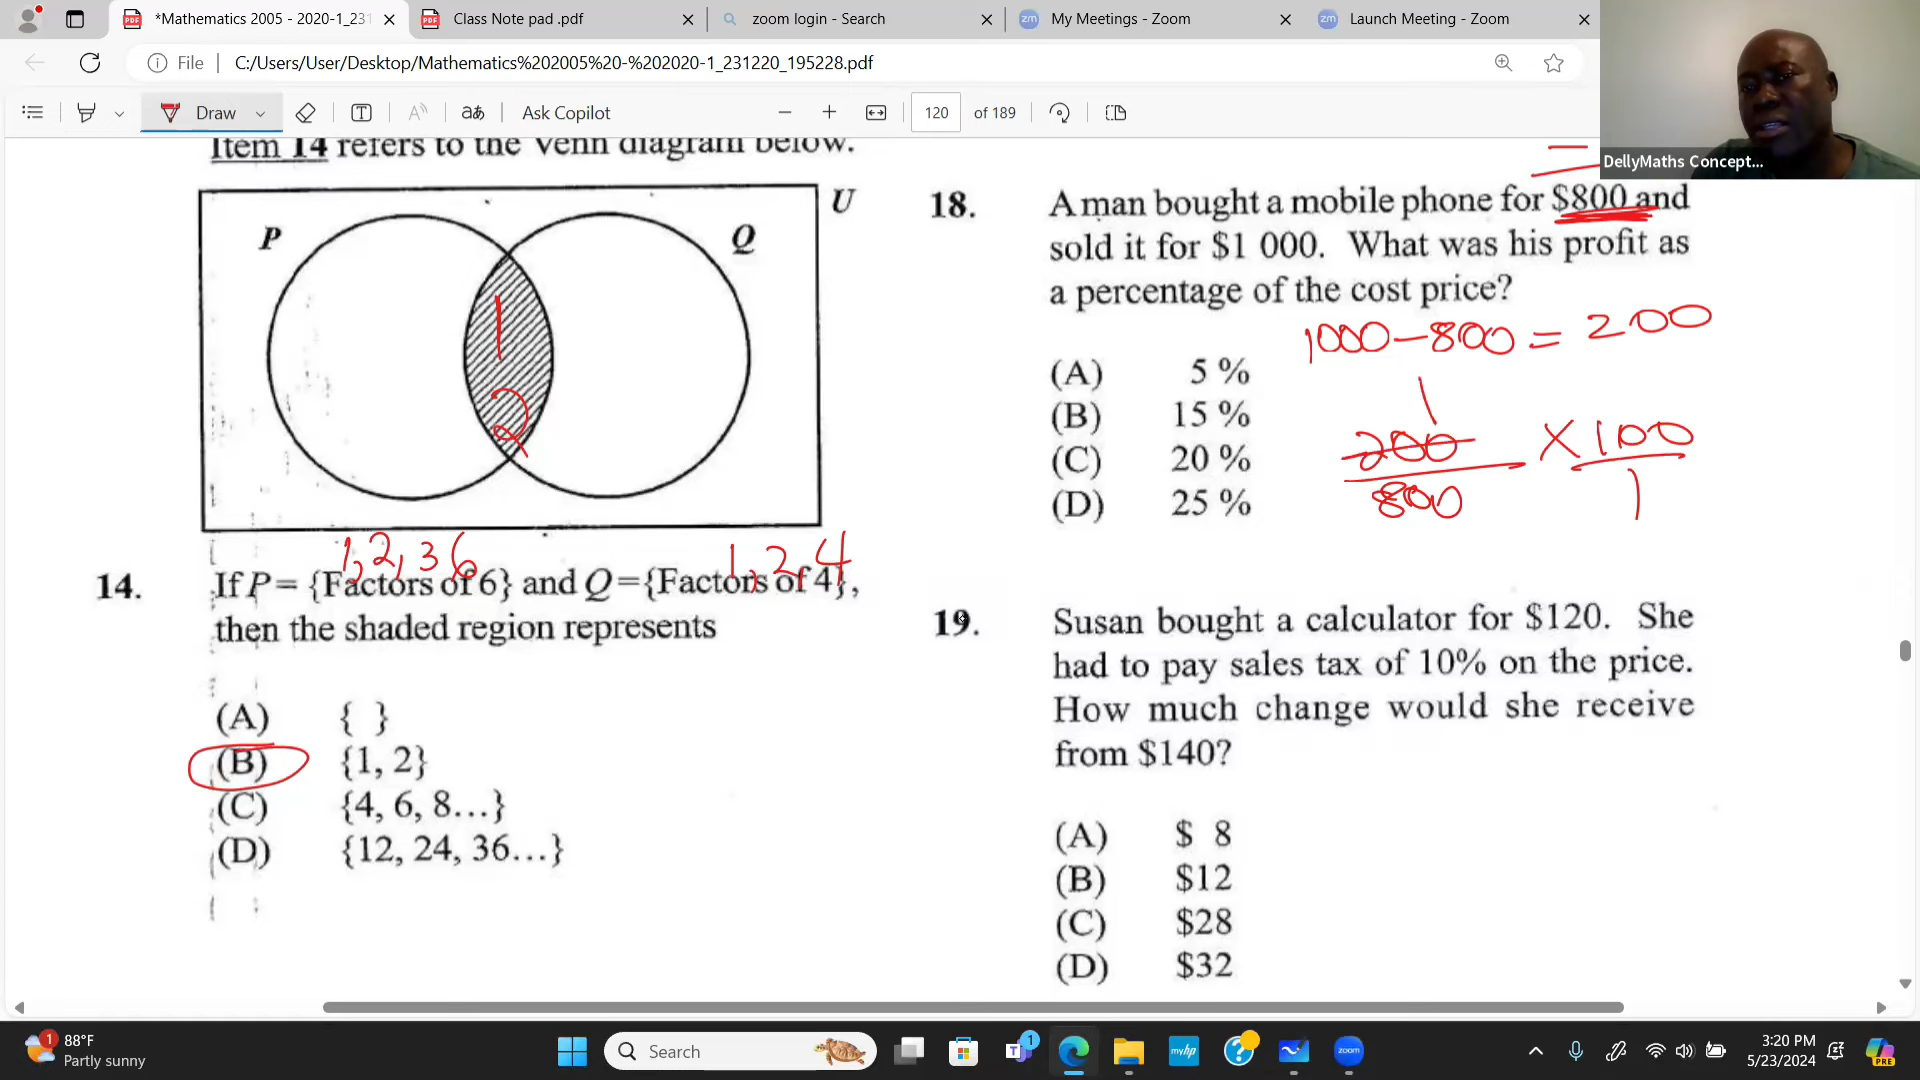 *Mathematics 2005 - 2020-1_231
Class Note pad .pdf
zoom login - Search
My Meetings - Zoom
Launch Meeting - Zoom
File
C:/Users/User/Desktop/Mathematics%202005%20-%202020-1_231220_195228.pdf
Draw
Ask Copilot
120 of 189
DellyMaths Concept...
Item 14 refers to the Venn diagram below.
U
P
Q
1
2
1, 2, 3 6
1, 2, 4
14. If P = {Factors of 6} and Q = {Factors of 4},
then the shaded region represents
(A) { }
(B) {1, 2}
(C) {4, 6, 8...}
(D) {12, 24, 36...}
18. A man bought a mobile phone for $800 and
sold it for $1 000. What was his profit as
a percentage of the cost price?
1000 - 800 = 200
(A) 5 %
(B) 15 %
(C) 20 %
(D) 25 %
1
200 × 100
800 1
19. Susan bought a calculator for $120. She
had to pay sales tax of 10% on the price.
How much change would she receive
from $140?
(A) $ 8
(B) $12
(C) $28
(D) $32
1
88°F
Partly sunny
Search
1
myhp
zoom
3:20 PM
5/23/2024
PRE